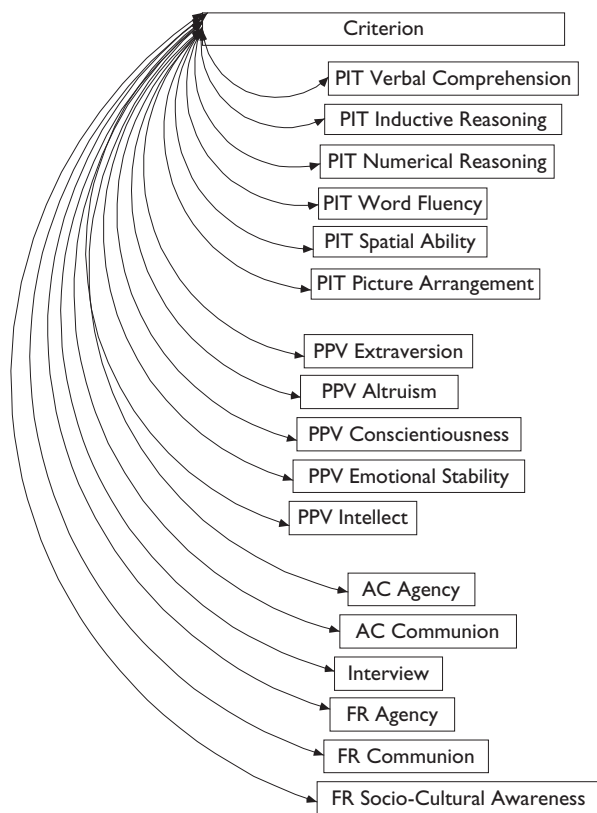 Criterion
PIT Verbal Comprehension
PIT Inductive Reasoning
PIT Numerical Reasoning
PIT Word Fluency
PIT Spatial Ability
PIT Picture Arrangement
PPV Extraversion
PPV Altruism
PPV Conscientiousness
PPV Emotional Stability
PPV Intellect
AC Agency
AC Communion
Interview
FR Agency
FR Communion
FR Socio-Cultural Awareness